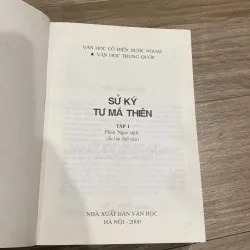 VĂN HỌC CỔ ĐIỂN NƯỚC NGOÀI
★ VĂN HỌC TRUNG QUỐC
SỬ KÝ
TƯ MÃ THIÊN
TẬP I
Phan Ngọc dịch
NHÀ XUẤT BẢN VĂN HỌC
HÀ NỘI - 2000